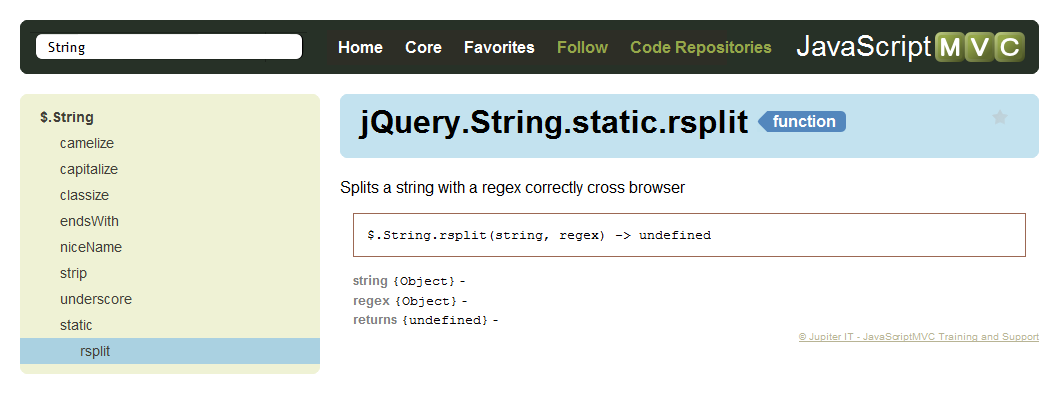 String
Home Core Favorites Follow Code Repositories JavaScriptMVC
$.String
camelize
capitalize
classize
endsWith
niceName
strip
underscore
static
rsplit
jQuery.String.static.rsplit function
Splits a string with a regex correctly cross browser
$.String.rsplit(string, regex) -> undefined
string {Object} -
regex {Object} -
returns {undefined} -
© Jupiter IT - JavaScriptMVC Training and Support